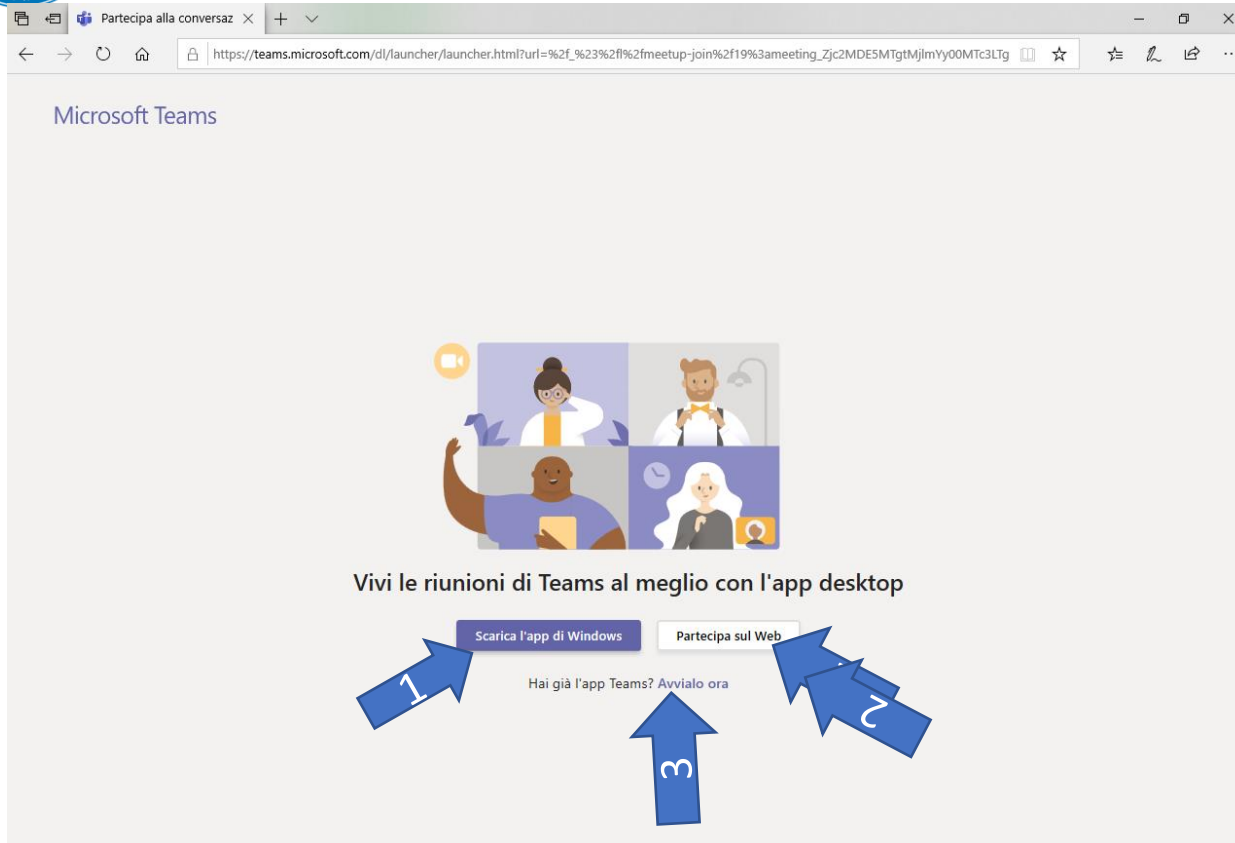 Partecipa alla conversaz
https://teams.microsoft.com/dl/launcher/launcher.html?url=%2f_%23%2fl%2fmeetup-join%2f19%3ameeting_Zjc2MDE5MTgtMjlmYy00MTc3LTg
Microsoft Teams
Vivi le riunioni di Teams al meglio con l'app desktop
Scarica l'app di Windows
Partecipa sul Web
Hai già l'app Teams? Avvialo ora
1
2
3